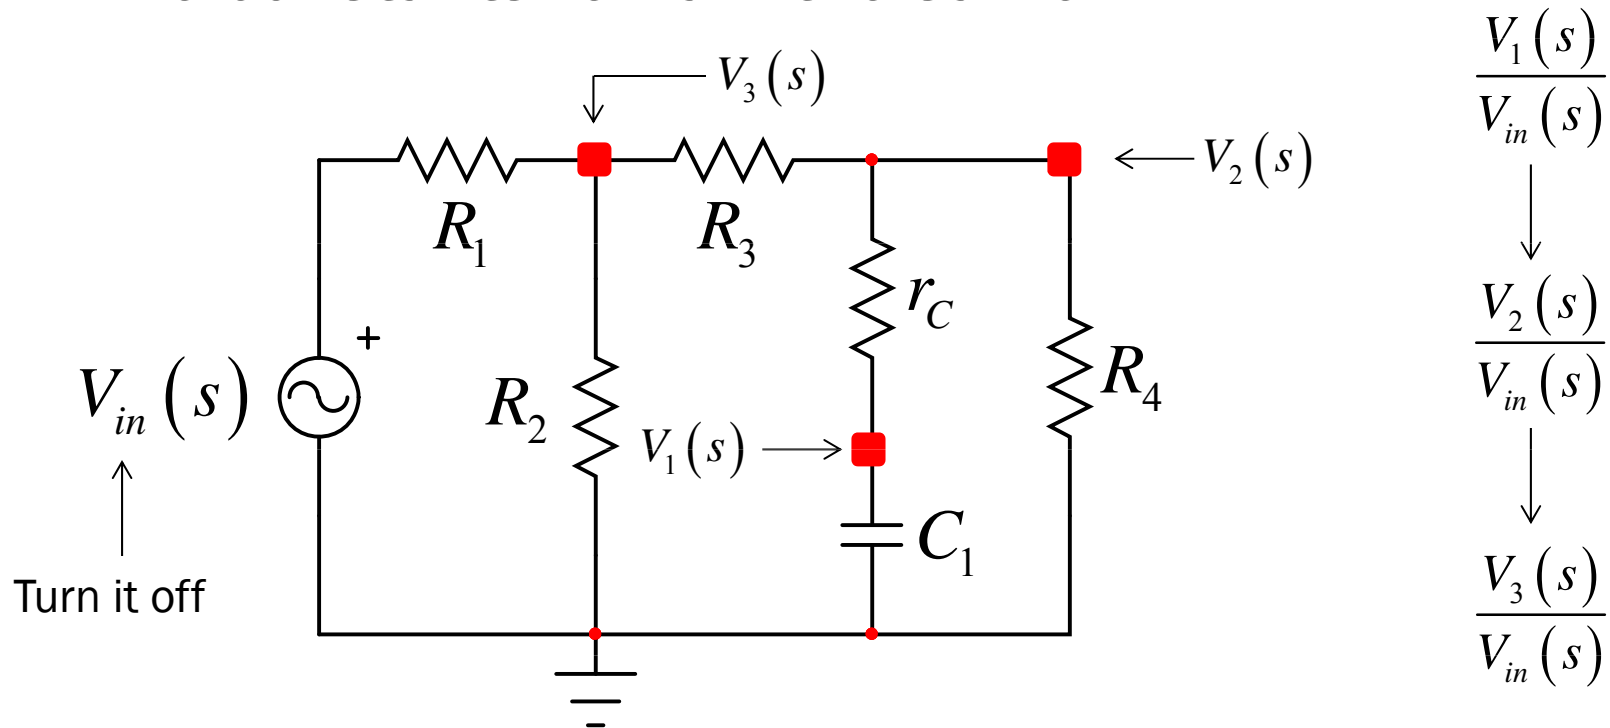 V3(s)
V2(s)
R1
R3
rC
+
Vin(s)
R2
R4
V1(s)
C1
Turn it off
V1(s)
Vin(s)
V2(s)
Vin(s)
V3(s)
Vin(s)